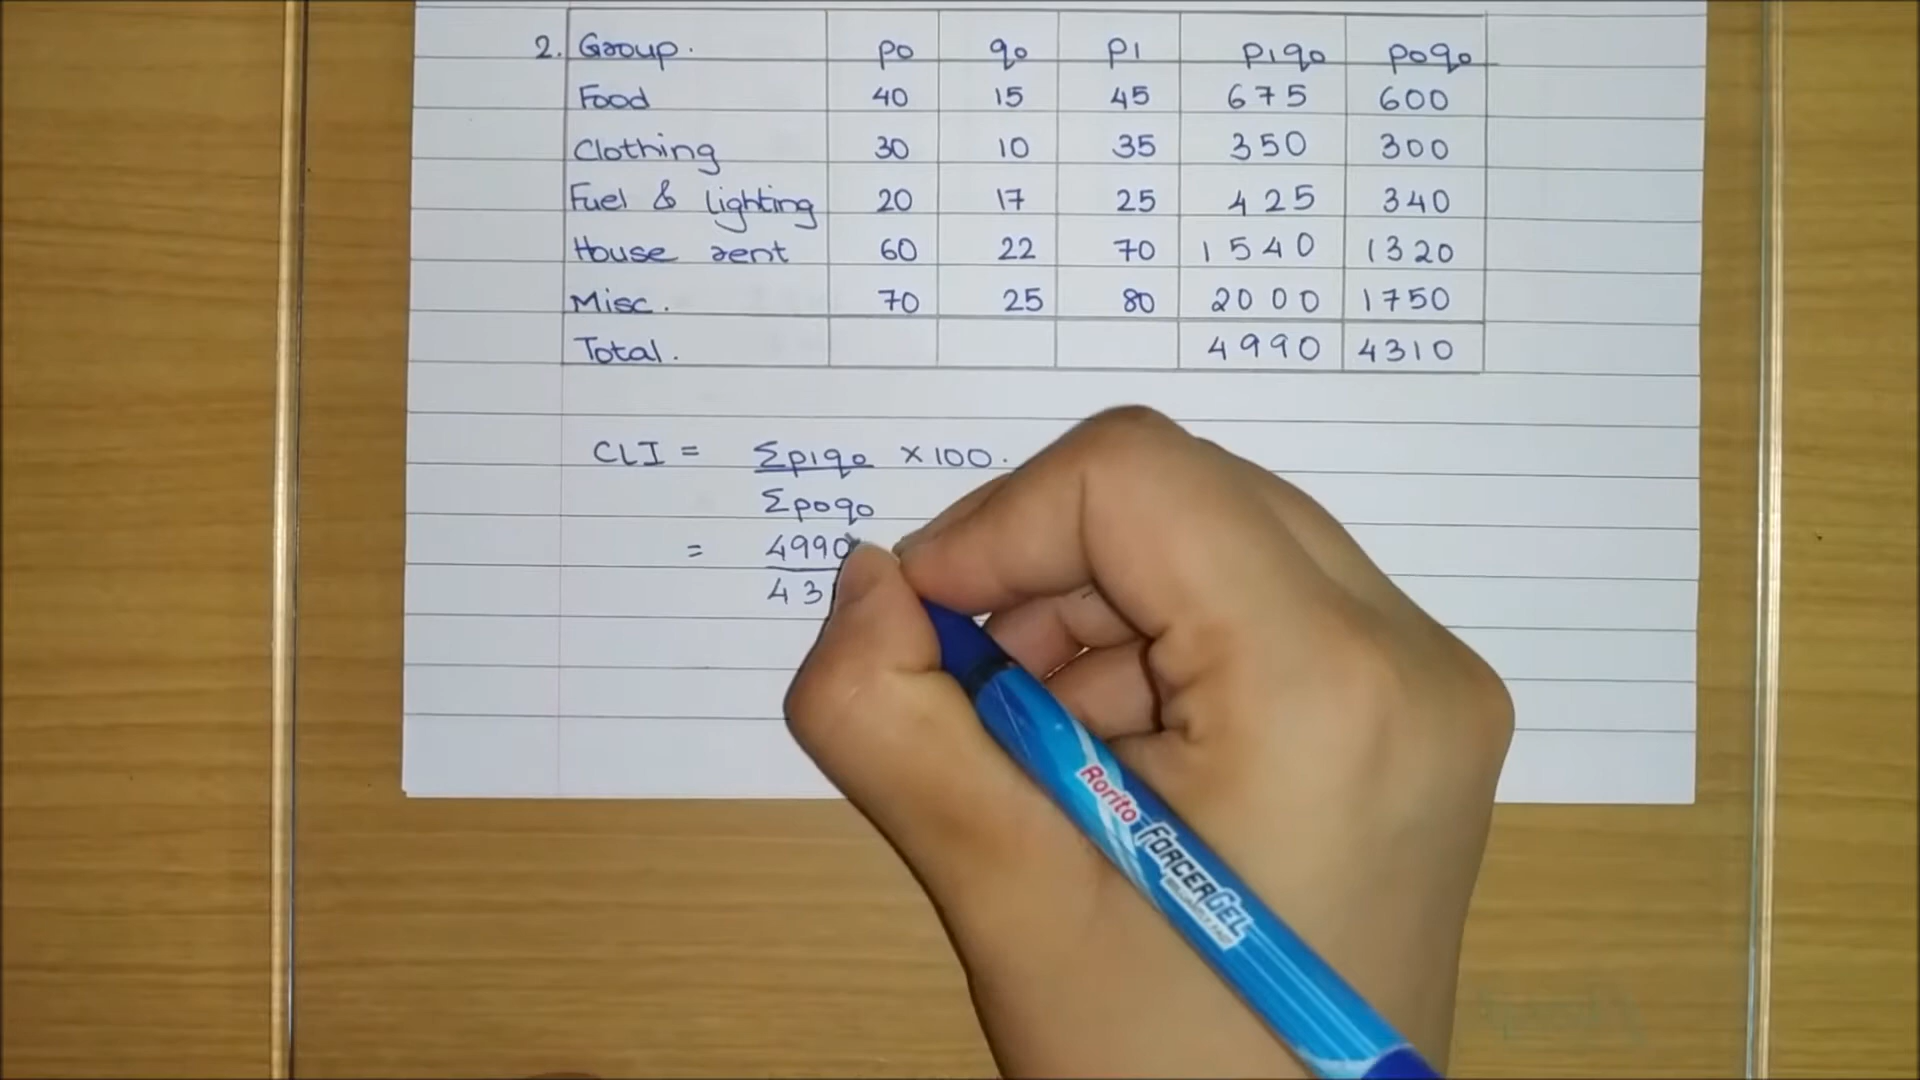 2. Group. p0 q0 p1 p1q0 p0q0
Food 40 15 45 675 600
Clothing 30 10 35 350 300
Fuel & lighting 20 17 25 425 340
House rent 60 22 70 1540 1320
Misc. 70 25 80 2000 1750
Total. 4990 4310
CLI = Σp1q0 ×100.
Σp0q0
= 4990
43
Rorito FORCERGEL